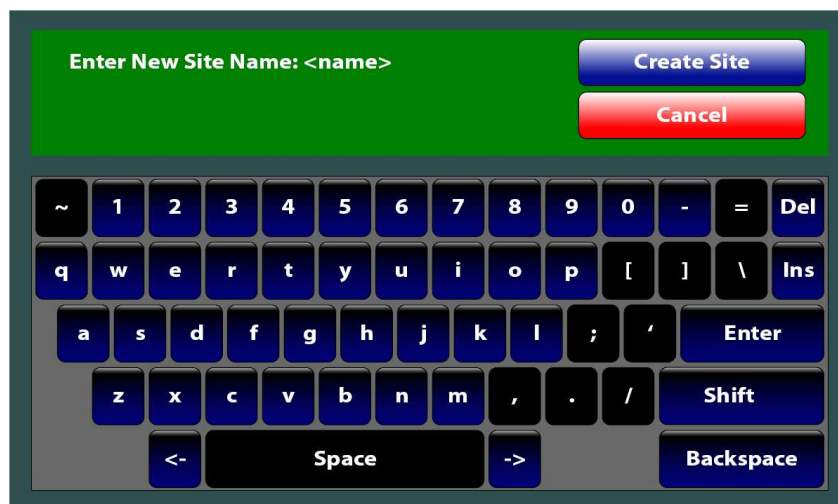 Enter New Site Name: <name>
Create Site
Cancel
~ 1 2 3 4 5 6 7 8 9 0 - = Del
q w e r t y u i o p [ ] \ Ins
a s d f g h j k l ; ‘ Enter
z x c v b n m , . / Shift
<- Space -> Backspace